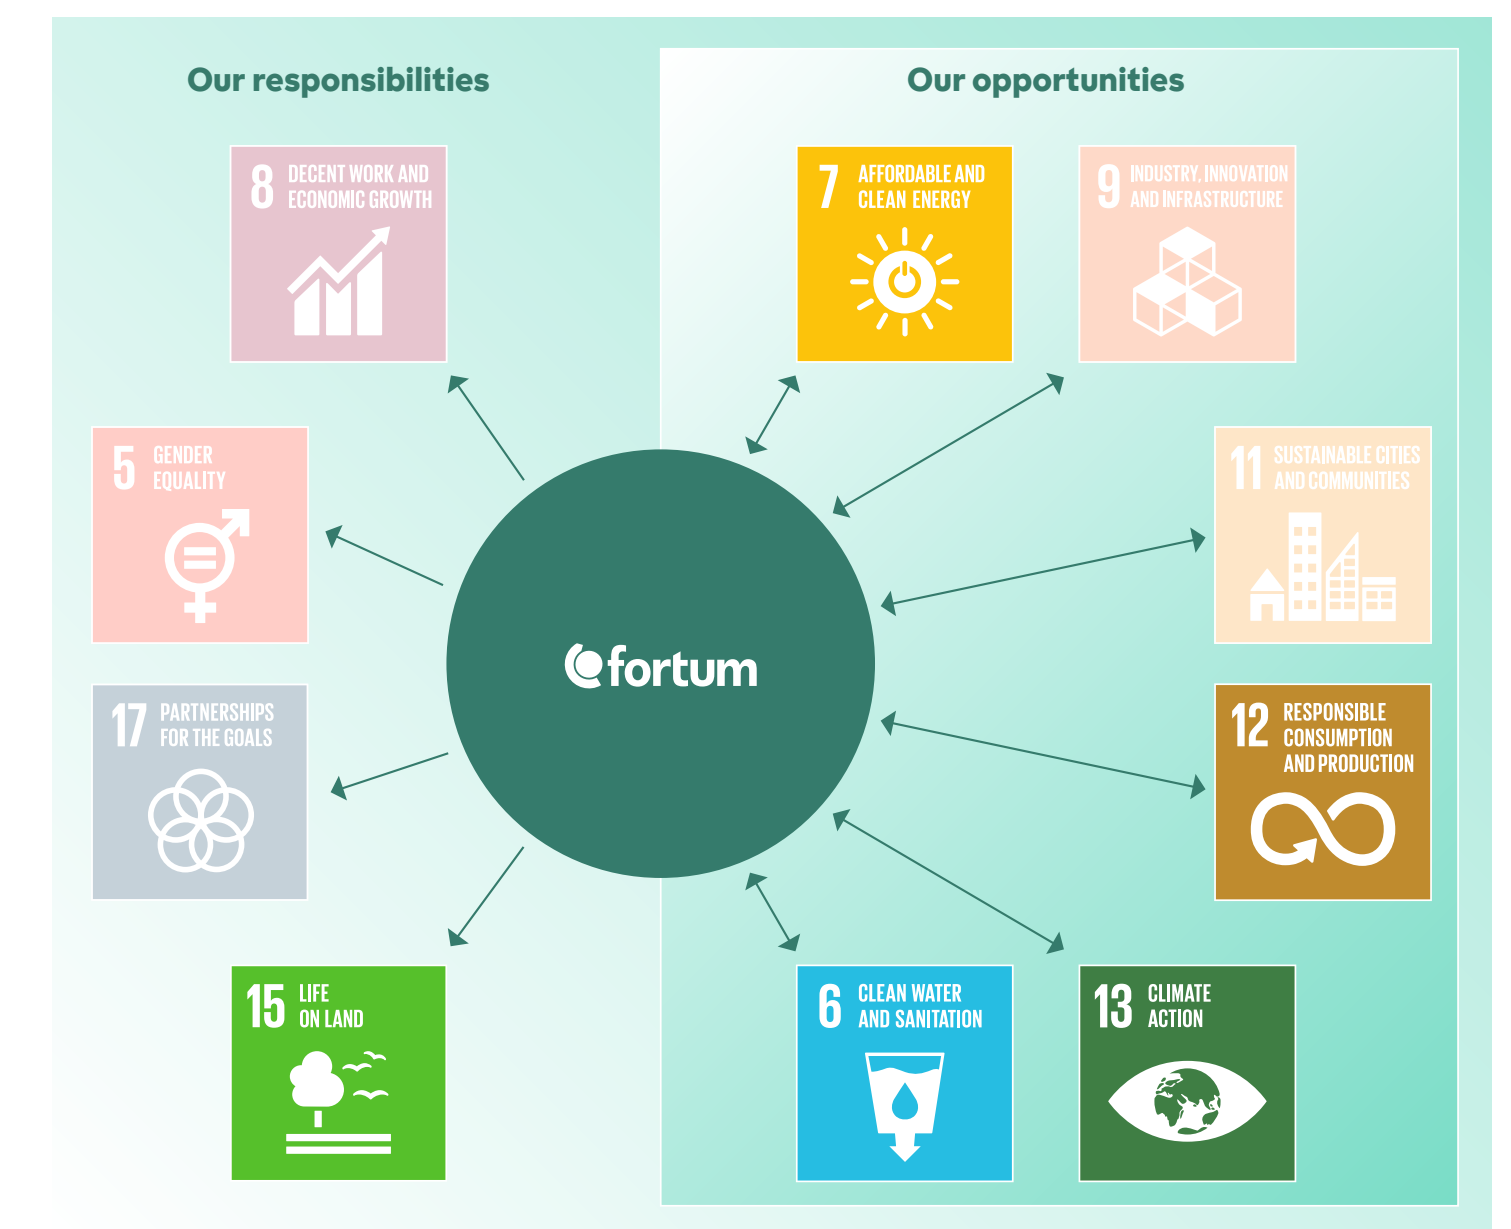 Our responsibilities
8 DECENT WORK AND
ECONOMIC GROWTH
5 GENDER
EQUALITY
17 PARTNERSHIPS
FOR THE GOALS
15 LIFE
ON LAND
fortum
Our opportunities
7 AFFORDABLE AND
CLEAN ENERGY
9 INDUSTRY, INNOVATION
AND INFRASTRUCTURE
11 SUSTAINABLE CITIES
AND COMMUNITIES
12 RESPONSIBLE
CONSUMPTION
AND PRODUCTION
6 CLEAN WATER
AND SANITATION
13 CLIMATE
ACTION